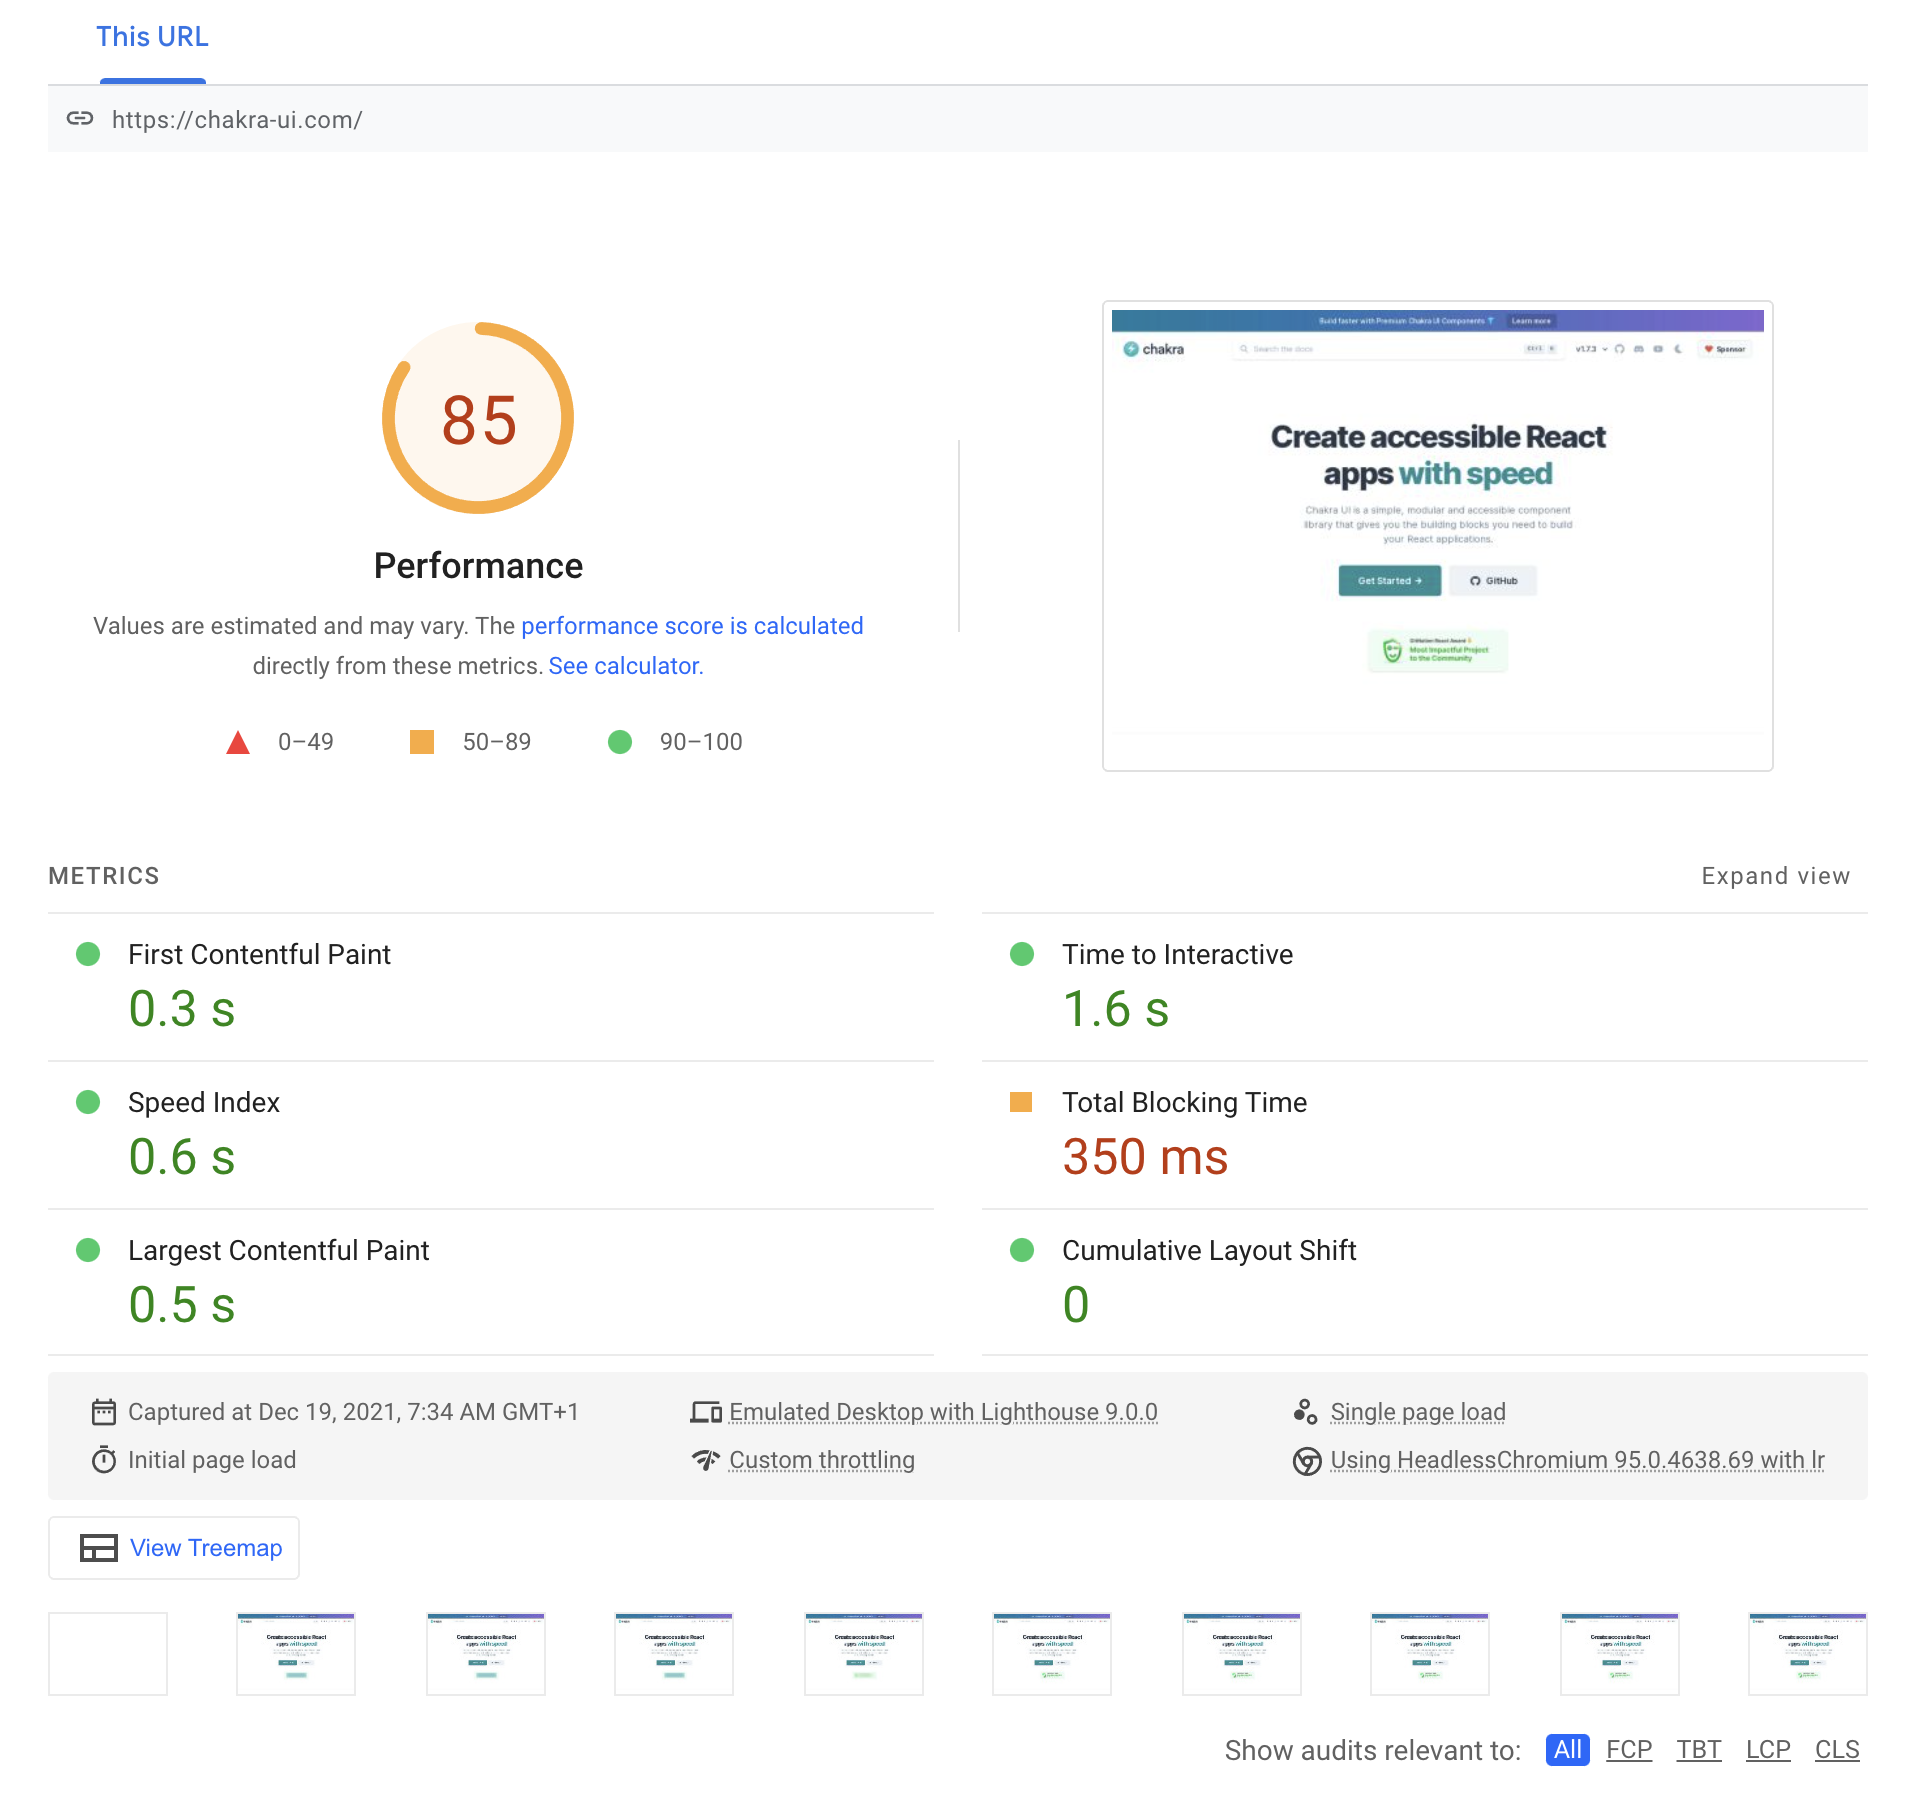 This URL
https://chakra-ui.com/
85
Performance
Values are estimated and may vary. The performance score is calculated
directly from these metrics. See calculator.
0–49 50–89 90–100
Build faster with Premium Chakra UI Components Learn more
chakra Search the docs Ctrl K v1.7.3 Sponsor
Create accessible React
apps with speed
Chakra UI is a simple, modular and accessible component
library that gives you the building blocks you need to build
your React applications.
Get Started → GitHub
Most Impactful Project
to the Community
METRICS Expand view
First Contentful Paint
0.3 s
Time to Interactive
1.6 s
Speed Index
0.6 s
Total Blocking Time
350 ms
Largest Contentful Paint
0.5 s
Cumulative Layout Shift
0
Captured at Dec 19, 2021, 7:34 AM GMT+1 Emulated Desktop with Lighthouse 9.0.0 Single page load
Initial page load Custom throttling Using HeadlessChromium 95.0.4638.69 with lr
View Treemap
Show audits relevant to: All FCP TBT LCP CLS